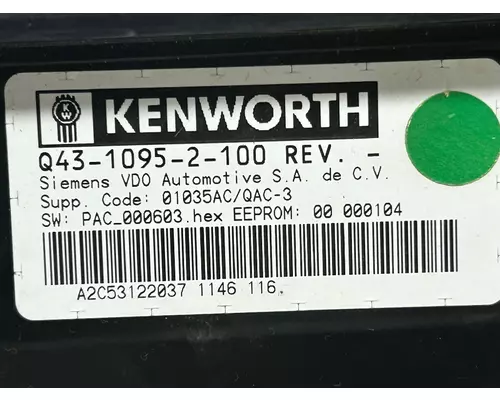 KW
KENWORTH
Q43-1095-2-100 REV. -
Siemens VDO Automotive S.A. de C.V.
Supp. Code: 01035AC/QAC-3
SW: PAC_000603.hex EEPROM: 00 000104
A2C53122037 1146 116.